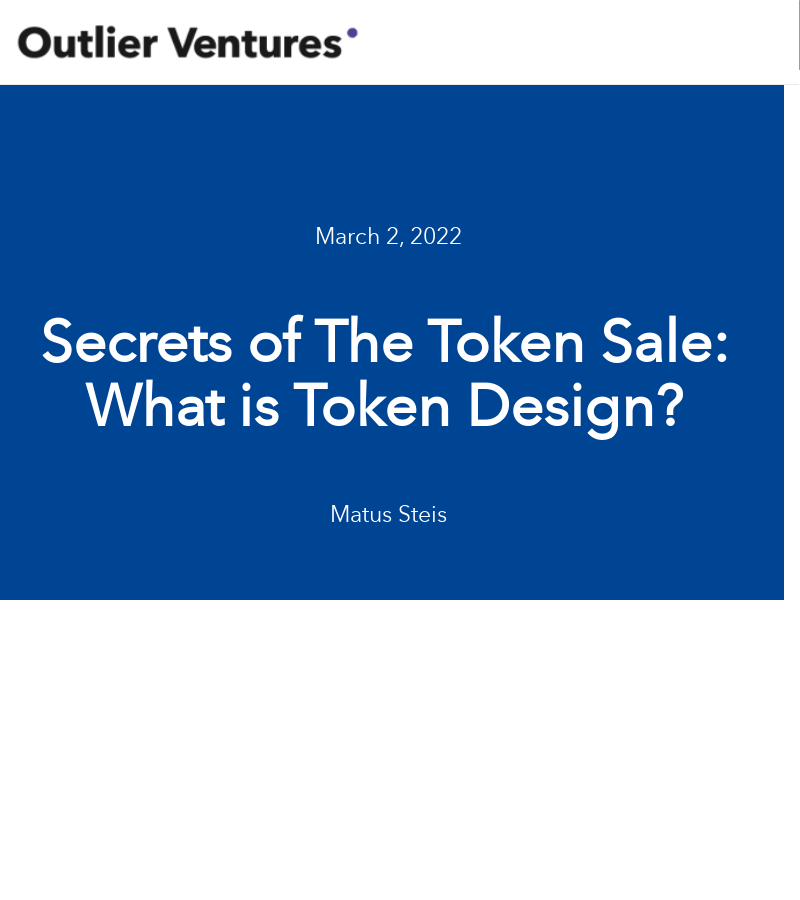 Outlier Ventures
March 2, 2022
Secrets of The Token Sale:
What is Token Design?
Matus Steis